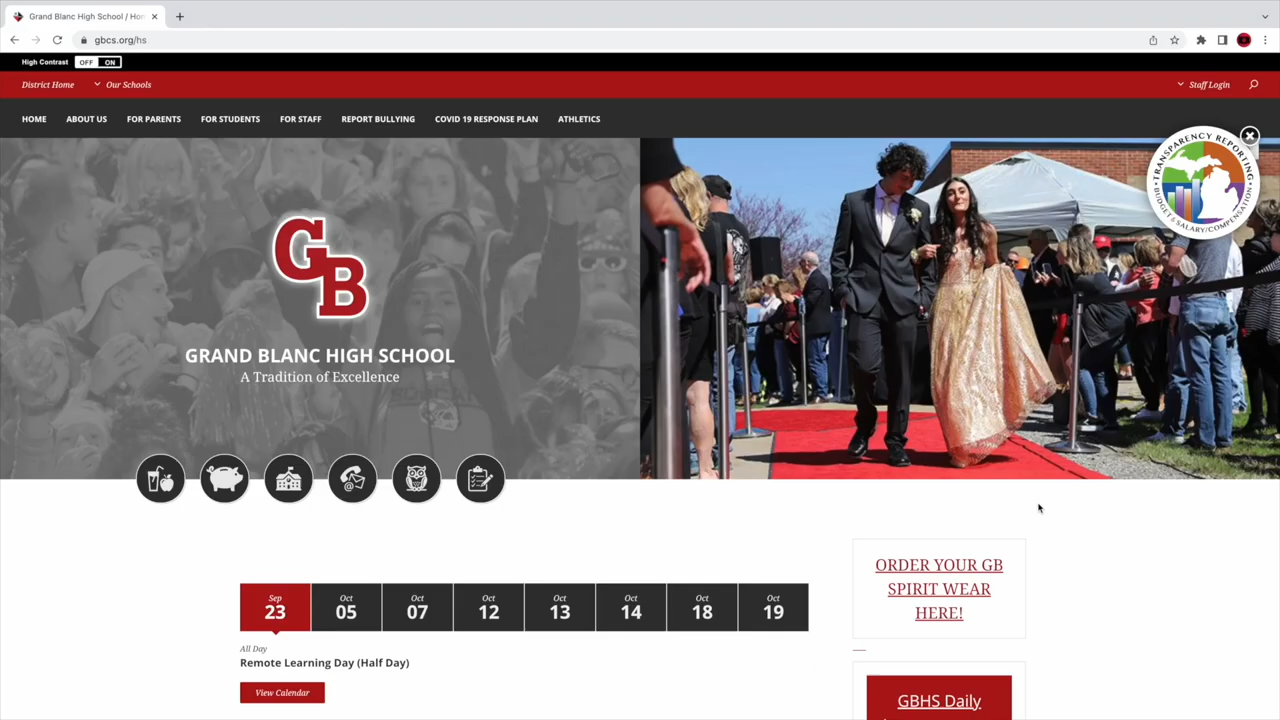 Grand Blanc High School / Hon
gbcs.org/hs
High Contrast OFF ON
District Home Our Schools Staff Login
HOME ABOUT US FOR PARENTS FOR STUDENTS FOR STAFF REPORT BULLYING COVID 19 RESPONSE PLAN ATHLETICS
TRANSPARENCY REPORTING
BUDGET & SALARY/COMPENSATION
GB
GRAND BLANC HIGH SCHOOL
A Tradition of Excellence
ORDER YOUR GB
SPIRIT WEAR
HERE!
Sep Oct Oct Oct Oct Oct Oct Oct
23 05 07 12 13 14 18 19
All Day
Remote Learning Day (Half Day)
View Calendar
GBHS Daily